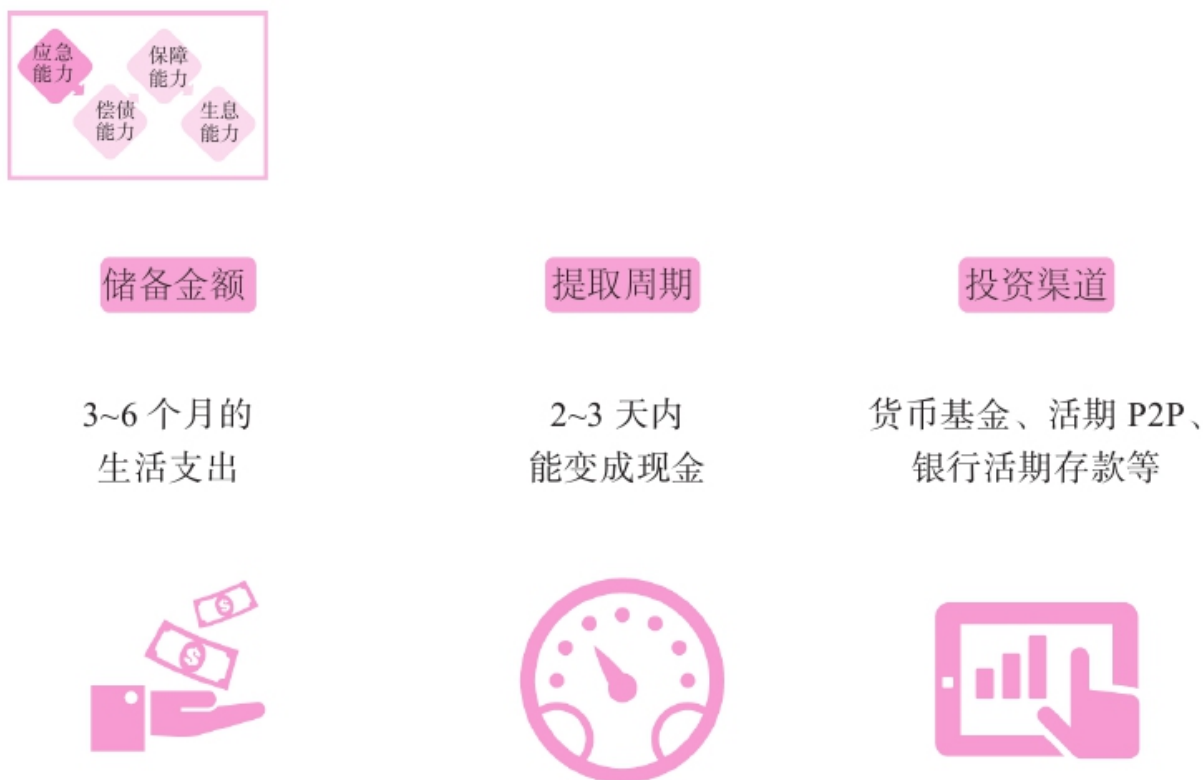 应急
能力
保障
能力
偿债
能力
生息
能力
储备金额
提取周期
投资渠道
3~6 个月的
生活支出
2~3 天内
能变成现金
货币基金、活期 P2P、
银行活期存款等